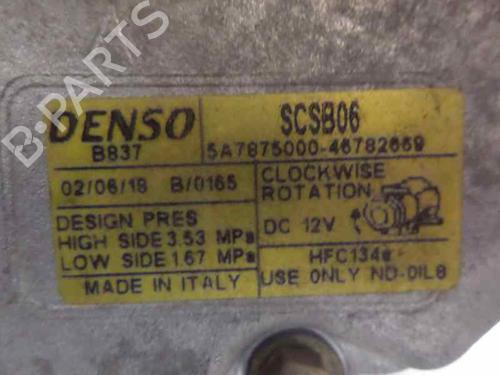 DENSO
SCSB06
B837
5A7875000-46782669
02/06/18 B/0165
CLOCKWISE
ROTATION
DESIGN PRES
HIGH SIDE 3.53 MPa
LOW SIDE 1.67 MPa
DC 12V
HFC134a
MADE IN ITALY
USE ONLY ND-OIL8
B-PARTS